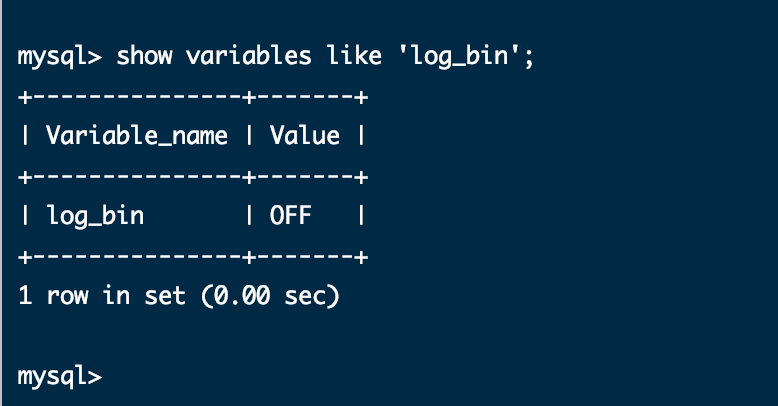 mysql> show variables like 'log_bin';
+---------------+-------+
| Variable_name | Value |
+---------------+-------+
| log_bin       | OFF   |
+---------------+-------+
1 row in set (0.00 sec)
mysql>